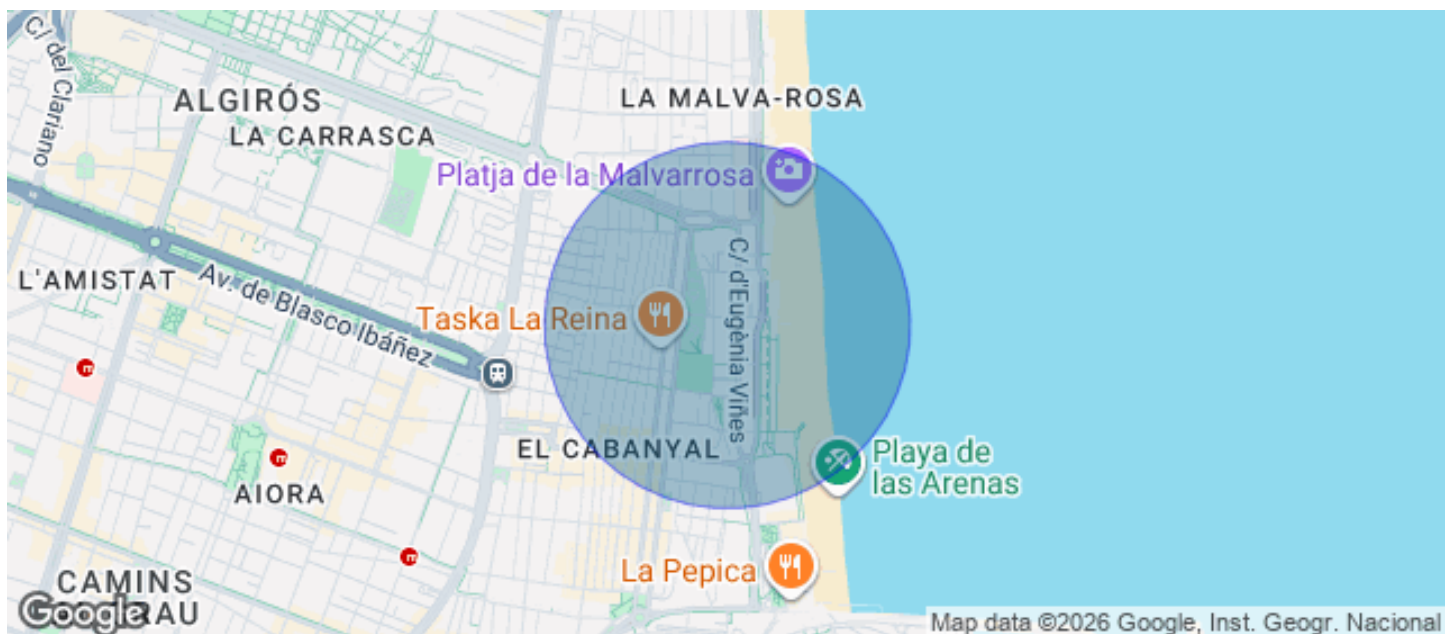 C/ del Clariano
ALGIRÓS
LA CARRASCA
LA MALVA-ROSA
Platja de la Malvarrosa
L'AMISTAT
Av. de Blasco Ibáñez
Taska La Reina
C/ d'Eugènia Viñes
EL CABANYAL
Playa de
las Arenas
AIORA
La Pepica
CAMINS
Google
Map data ©2026 Google, Inst. Geogr. Nacional